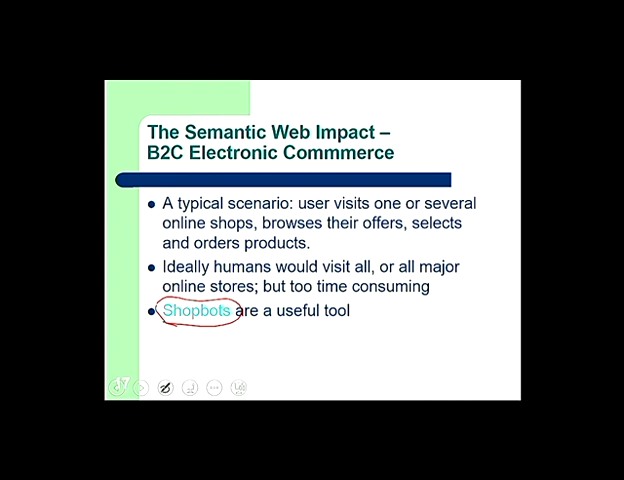 The Semantic Web Impact –
B2C Electronic Commmerce
A typical scenario: user visits one or several
online shops, browses their offers, selects
and orders products.
Ideally humans would visit all, or all major
online stores; but too time consuming
Shopbots are a useful tool
17